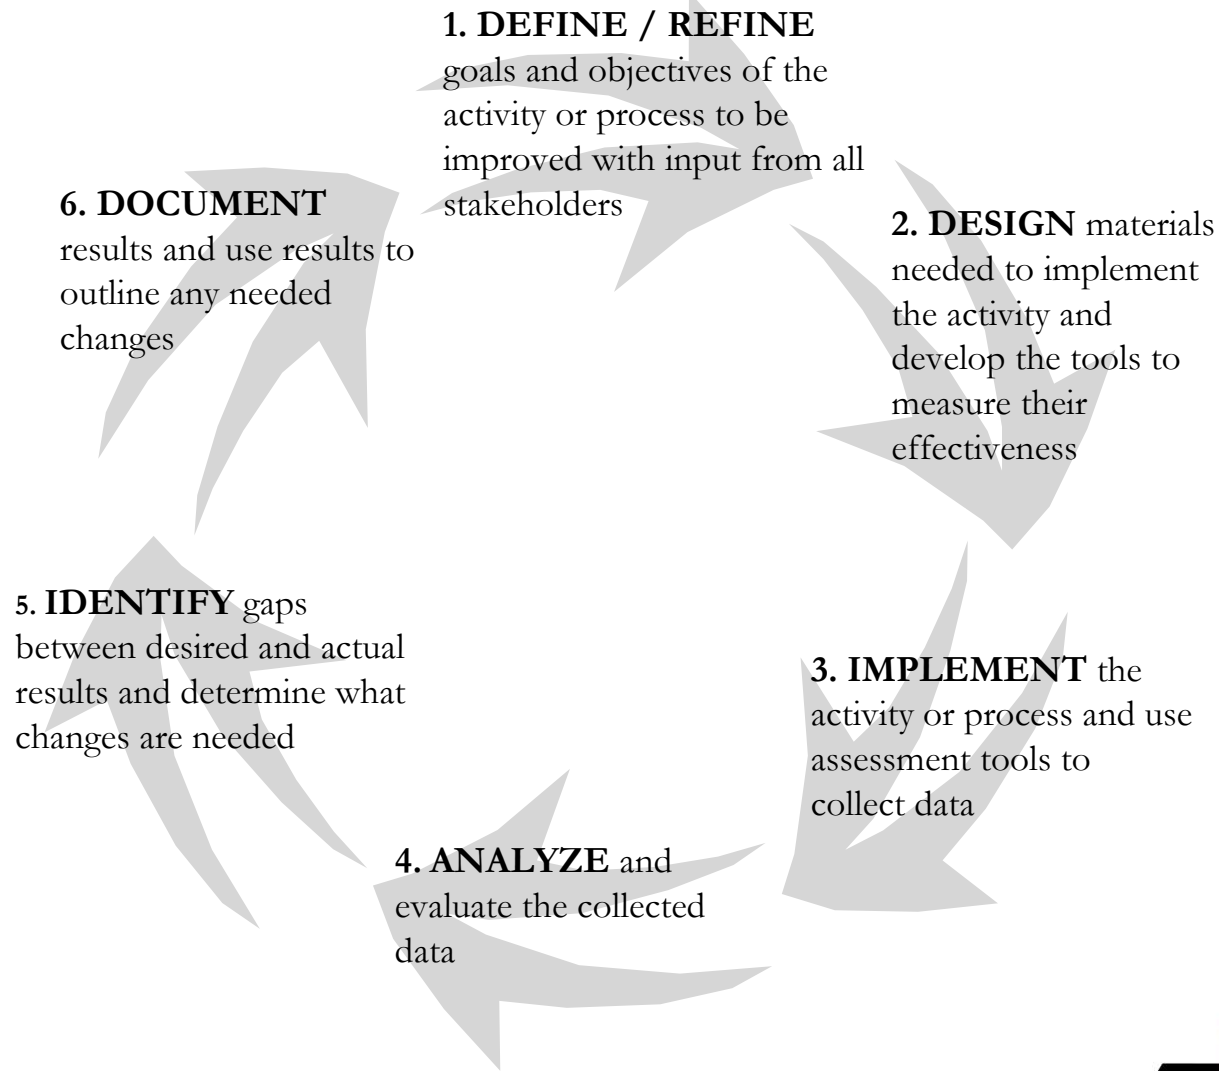 1. DEFINE / REFINE
goals and objectives of the
activity or process to be
improved with input from all
stakeholders
2. DESIGN materials
needed to implement
the activity and
develop the tools to
measure their
effectiveness
3. IMPLEMENT the
activity or process and use
assessment tools to
collect data
4. ANALYZE and
evaluate the collected
data
5. IDENTIFY gaps
between desired and actual
results and determine what
changes are needed
6. DOCUMENT
results and use results to
outline any needed
changes